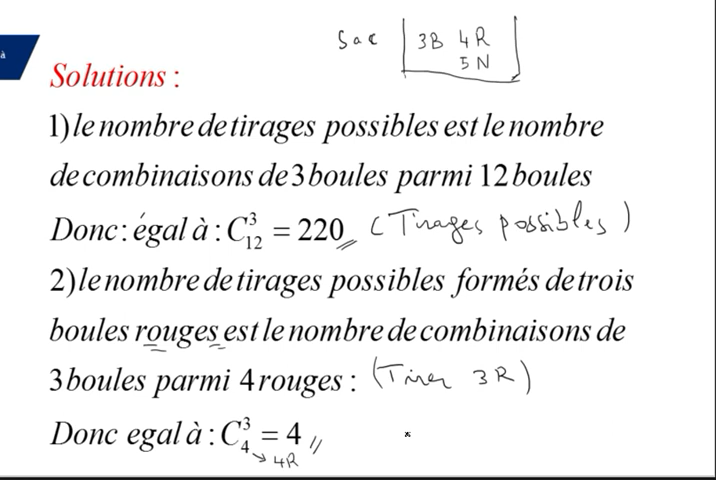 à
Sac 3B 4R
5N
Solutions :
1) le nombre de tirages possibles est le nombre
de combinaisons de 3 boules parmi 12 boules
Donc : égal à : C₁₂³ = 220 (Tirages possibles)
2) le nombre de tirages possibles formés de trois
boules rouges est le nombre de combinaisons de
3 boules parmi 4 rouges : (Tirer 3R)
Donc egal à : C₄³ = 4 //
→ 4R